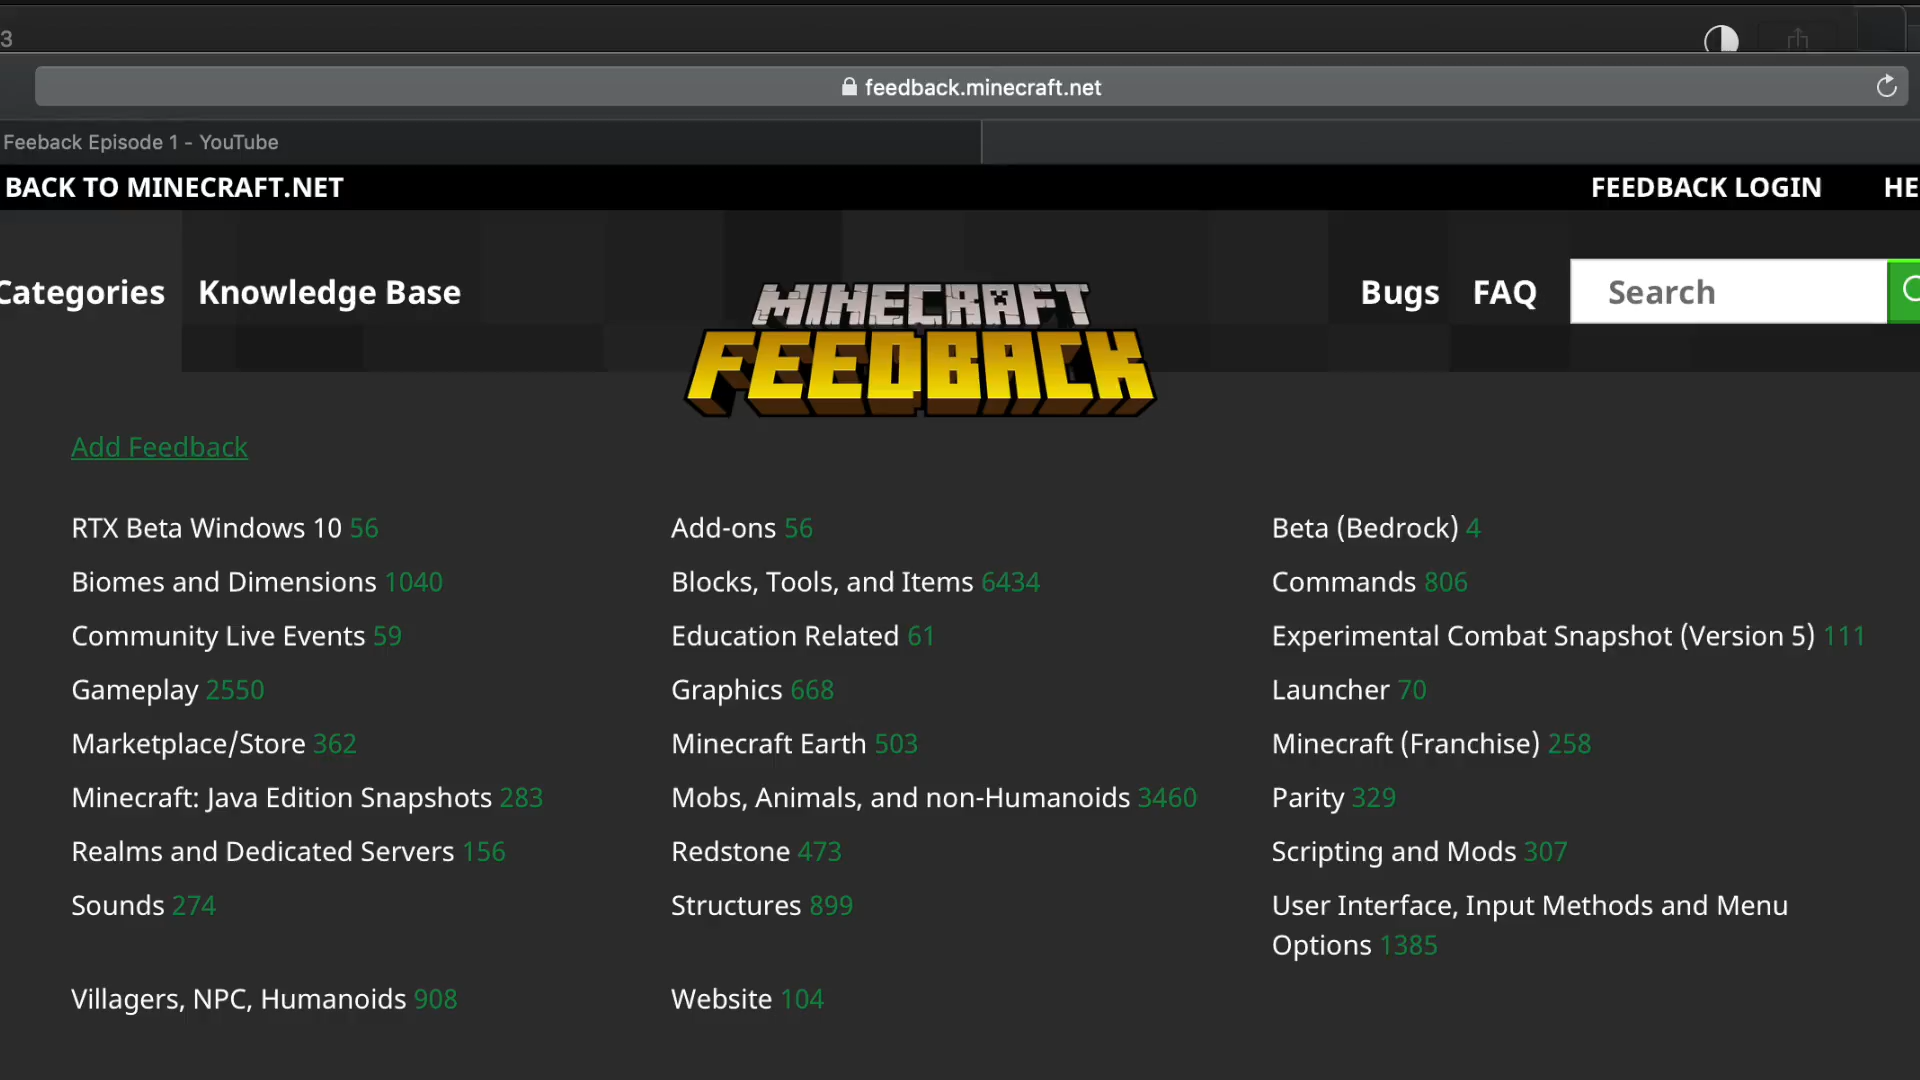 3
feedback.minecraft.net
Feeback Episode 1 - YouTube
BACK TO MINECRAFT.NET FEEDBACK LOGIN HE
Categories Knowledge Base Bugs FAQ Search
MINECRAFT
FEEDBACK
Add Feedback
RTX Beta Windows 10 56 Add-ons 56 Beta (Bedrock) 4
Biomes and Dimensions 1040 Blocks, Tools, and Items 6434 Commands 806
Community Live Events 59 Education Related 61 Experimental Combat Snapshot (Version 5) 111
Gameplay 2550 Graphics 668 Launcher 70
Marketplace/Store 362 Minecraft Earth 503 Minecraft (Franchise) 258
Minecraft: Java Edition Snapshots 283 Mobs, Animals, and non-Humanoids 3460 Parity 329
Realms and Dedicated Servers 156 Redstone 473 Scripting and Mods 307
Sounds 274 Structures 899 User Interface, Input Methods and Menu
Options 1385
Villagers, NPC, Humanoids 908 Website 104